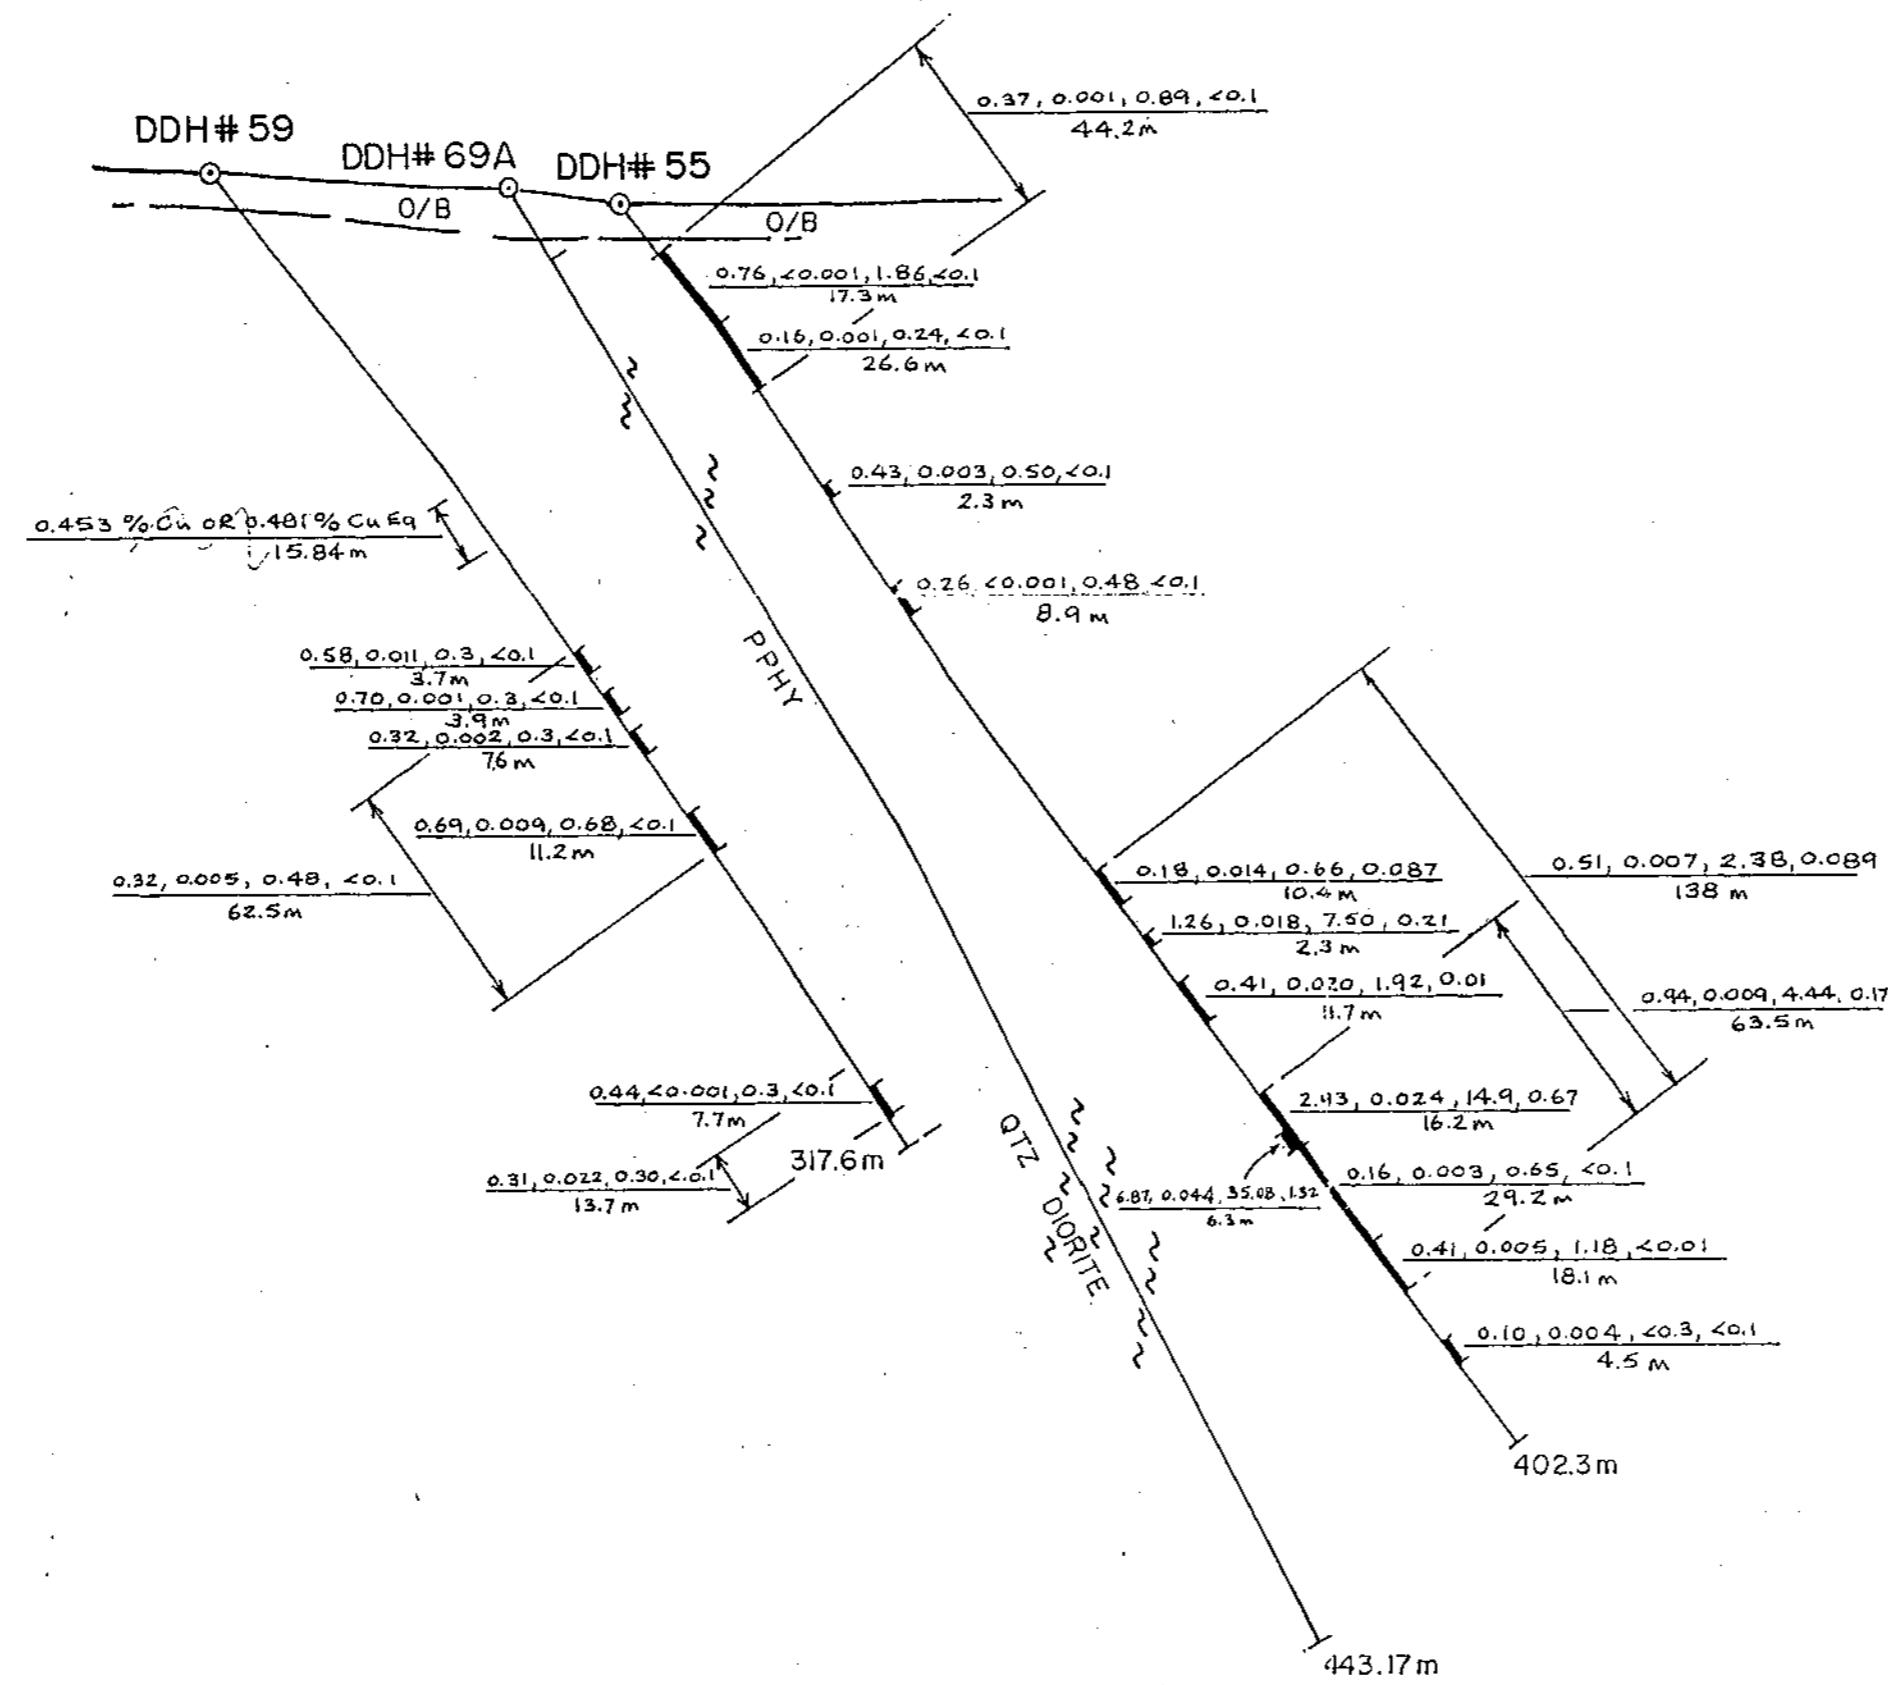 DDH# 59
DDH# 69A
DDH# 55
O/B
O/B
0.37, 0.001, 0.89, <0.1
44.2m
0.76, <0.001, 1.86, <0.1
17.3m
0.16, 0.001, 0.24, <0.1
26.6m
0.43, 0.003, 0.50, <0.1
2.3m
0.26, <0.001, 0.48 <0.1
8.9m
0.453 % Cu OR 0.481% Cu Eq
15.84m
0.58, 0.011, 0.3, <0.1
3.7m
0.70, 0.001, 0.3, <0.1
3.9m
0.32, 0.002, 0.3, <0.1
7.6m
0.69, 0.009, 0.68, <0.1
11.2m
0.32, 0.005, 0.48, <0.1
62.5m
0.44, <0.001, 0.3, <0.1
7.7m
317.6m
0.31, 0.022, 0.30, <0.1
13.7m
PPHY
QTZ DIORITE
0.18, 0.014, 0.66, 0.087
10.4m
0.51, 0.007, 2.38, 0.089
138 m
1.26, 0.018, 7.50, 0.21
2.3m
0.41, 0.020, 1.92, 0.01
11.7m
0.94, 0.009, 4.44, 0.17
63.5m
2.43, 0.024, 14.9, 0.67
16.2m
6.87, 0.044, 35.08, 1.32
6.3m
0.16, 0.003, 0.65, <0.1
29.2m
0.41, 0.005, 1.18, <0.01
18.1m
0.10, 0.004, <0.3, <0.1
4.5m
402.3m
443.17m